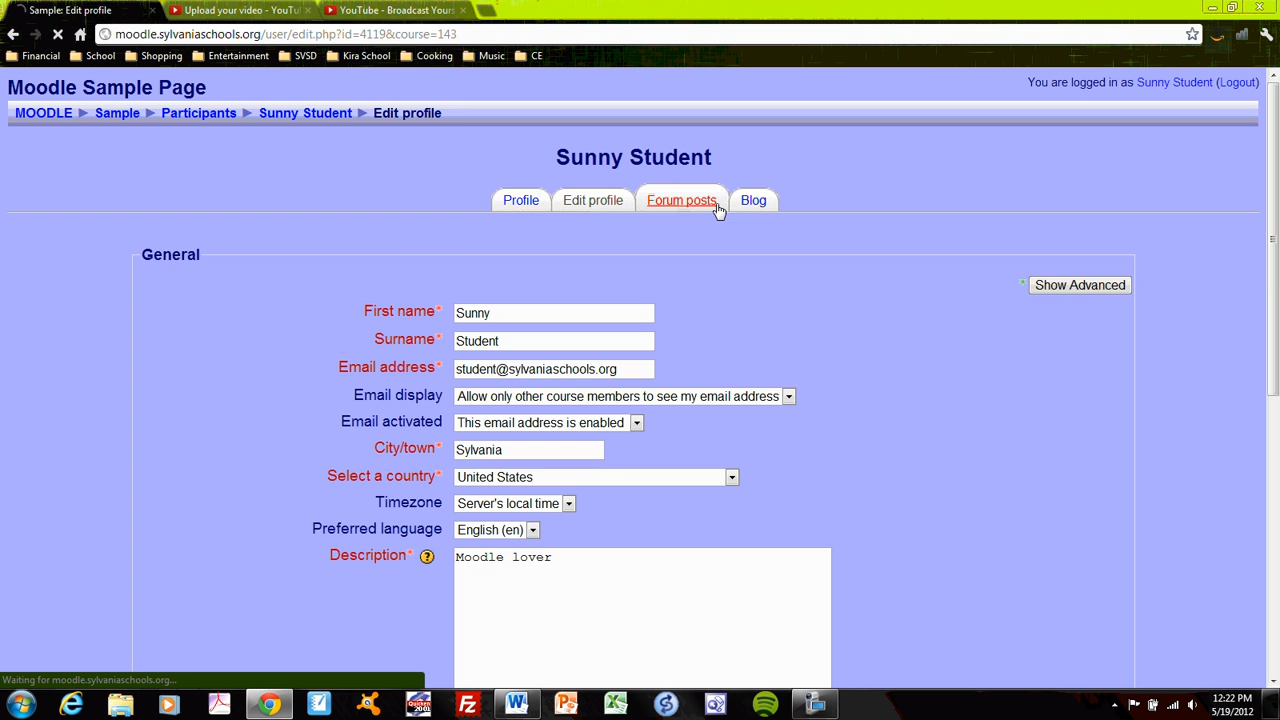 Sample: Edit profile
Upload your video - YouTu
YouTube - Broadcast Yours
moodle.sylvaniaschools.org/user/edit.php?id=4119&course=143
Financial School Shopping Entertainment SVSD Kira School Cooking Music CE
Moodle Sample Page
You are logged in as Sunny Student (Logout)
MOODLE ► Sample ► Participants ► Sunny Student ► Edit profile
Sunny Student
Profile Edit profile Forum posts Blog
General
* Show Advanced
First name* Sunny
Surname* Student
Email address* student@sylvaniaschools.org
Email display Allow only other course members to see my email address
Email activated This email address is enabled
City/town* Sylvania
Select a country* United States
Timezone Server's local time
Preferred language English (en)
Description* ? Moodle lover
Waiting for moodle.sylvaniaschools.org...
12:22 PM
5/19/2012